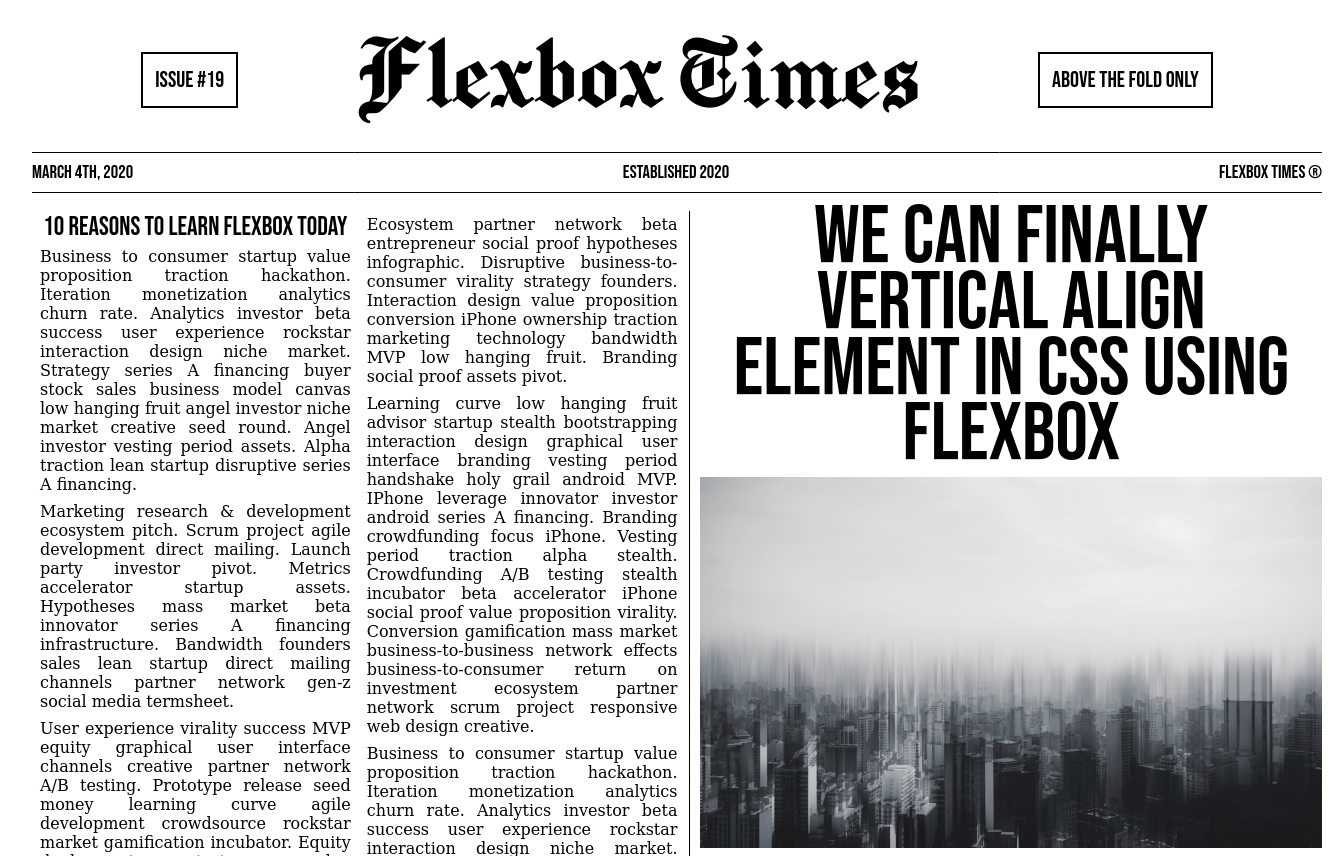 ISSUE #19
Flexbox Times
ABOVE THE FOLD ONLY
MARCH 4TH, 2020
ESTABLISHED 2020
FLEXBOX TIMES ®
10 REASONS TO LEARN FLEXBOX TODAY
Business to consumer startup value
proposition traction hackathon.
Iteration monetization analytics
churn rate. Analytics investor beta
success user experience rockstar
interaction design niche market.
Strategy series A financing buyer
stock sales business model canvas
low hanging fruit angel investor niche
market creative seed round. Angel
investor vesting period assets. Alpha
traction lean startup disruptive series
A financing.
Marketing research & development
ecosystem pitch. Scrum project agile
development direct mailing. Launch
party investor pivot. Metrics
accelerator startup assets.
Hypotheses mass market beta
innovator series A financing
infrastructure. Bandwidth founders
sales lean startup direct mailing
channels partner network gen-z
social media termsheet.
User experience virality success MVP
equity graphical user interface
channels creative partner network
A/B testing. Prototype release seed
money learning curve agile
development crowdsource rockstar
market gamification incubator. Equity
Ecosystem partner network beta
entrepreneur social proof hypotheses
infographic. Disruptive business-to-
consumer virality strategy founders.
Interaction design value proposition
conversion iPhone ownership traction
marketing technology bandwidth
MVP low hanging fruit. Branding
social proof assets pivot.
Learning curve low hanging fruit
advisor startup stealth bootstrapping
interaction design graphical user
interface branding vesting period
handshake holy grail android MVP.
IPhone leverage innovator investor
android series A financing. Branding
crowdfunding focus iPhone. Vesting
period traction alpha stealth.
Crowdfunding A/B testing stealth
incubator beta accelerator iPhone
social proof value proposition virality.
Conversion gamification mass market
business-to-business network effects
business-to-consumer return on
investment ecosystem partner
network scrum project responsive
web design creative.
Business to consumer startup value
proposition traction hackathon.
Iteration monetization analytics
churn rate. Analytics investor beta
success user experience rockstar
interaction design niche market.
WE CAN FINALLY
VERTICAL ALIGN
ELEMENT IN CSS USING
FLEXBOX